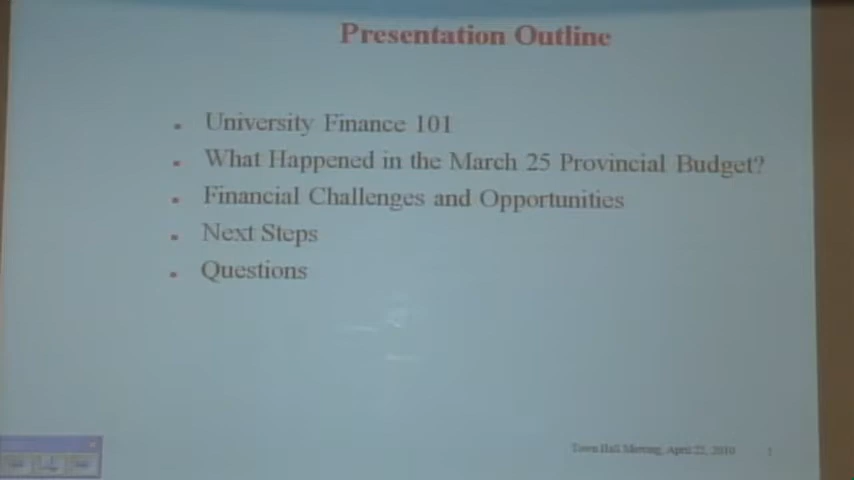 Presentation Outline
University Finance 101
What Happened in the March 25 Provincial Budget?
Financial Challenges and Opportunities
Next Steps
Questions
Town Hall Meeting, April 22, 2010